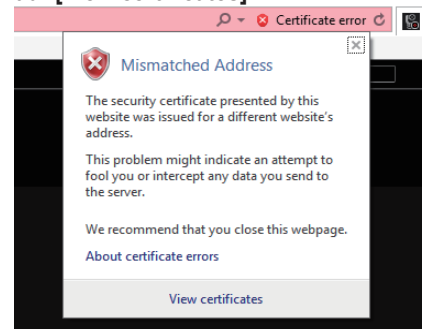 Certificate error
Mismatched Address
The security certificate presented by this
website was issued for a different website's
address.
This problem might indicate an attempt to
fool you or intercept any data you send to
the server.
We recommend that you close this webpage.
About certificate errors
View certificates